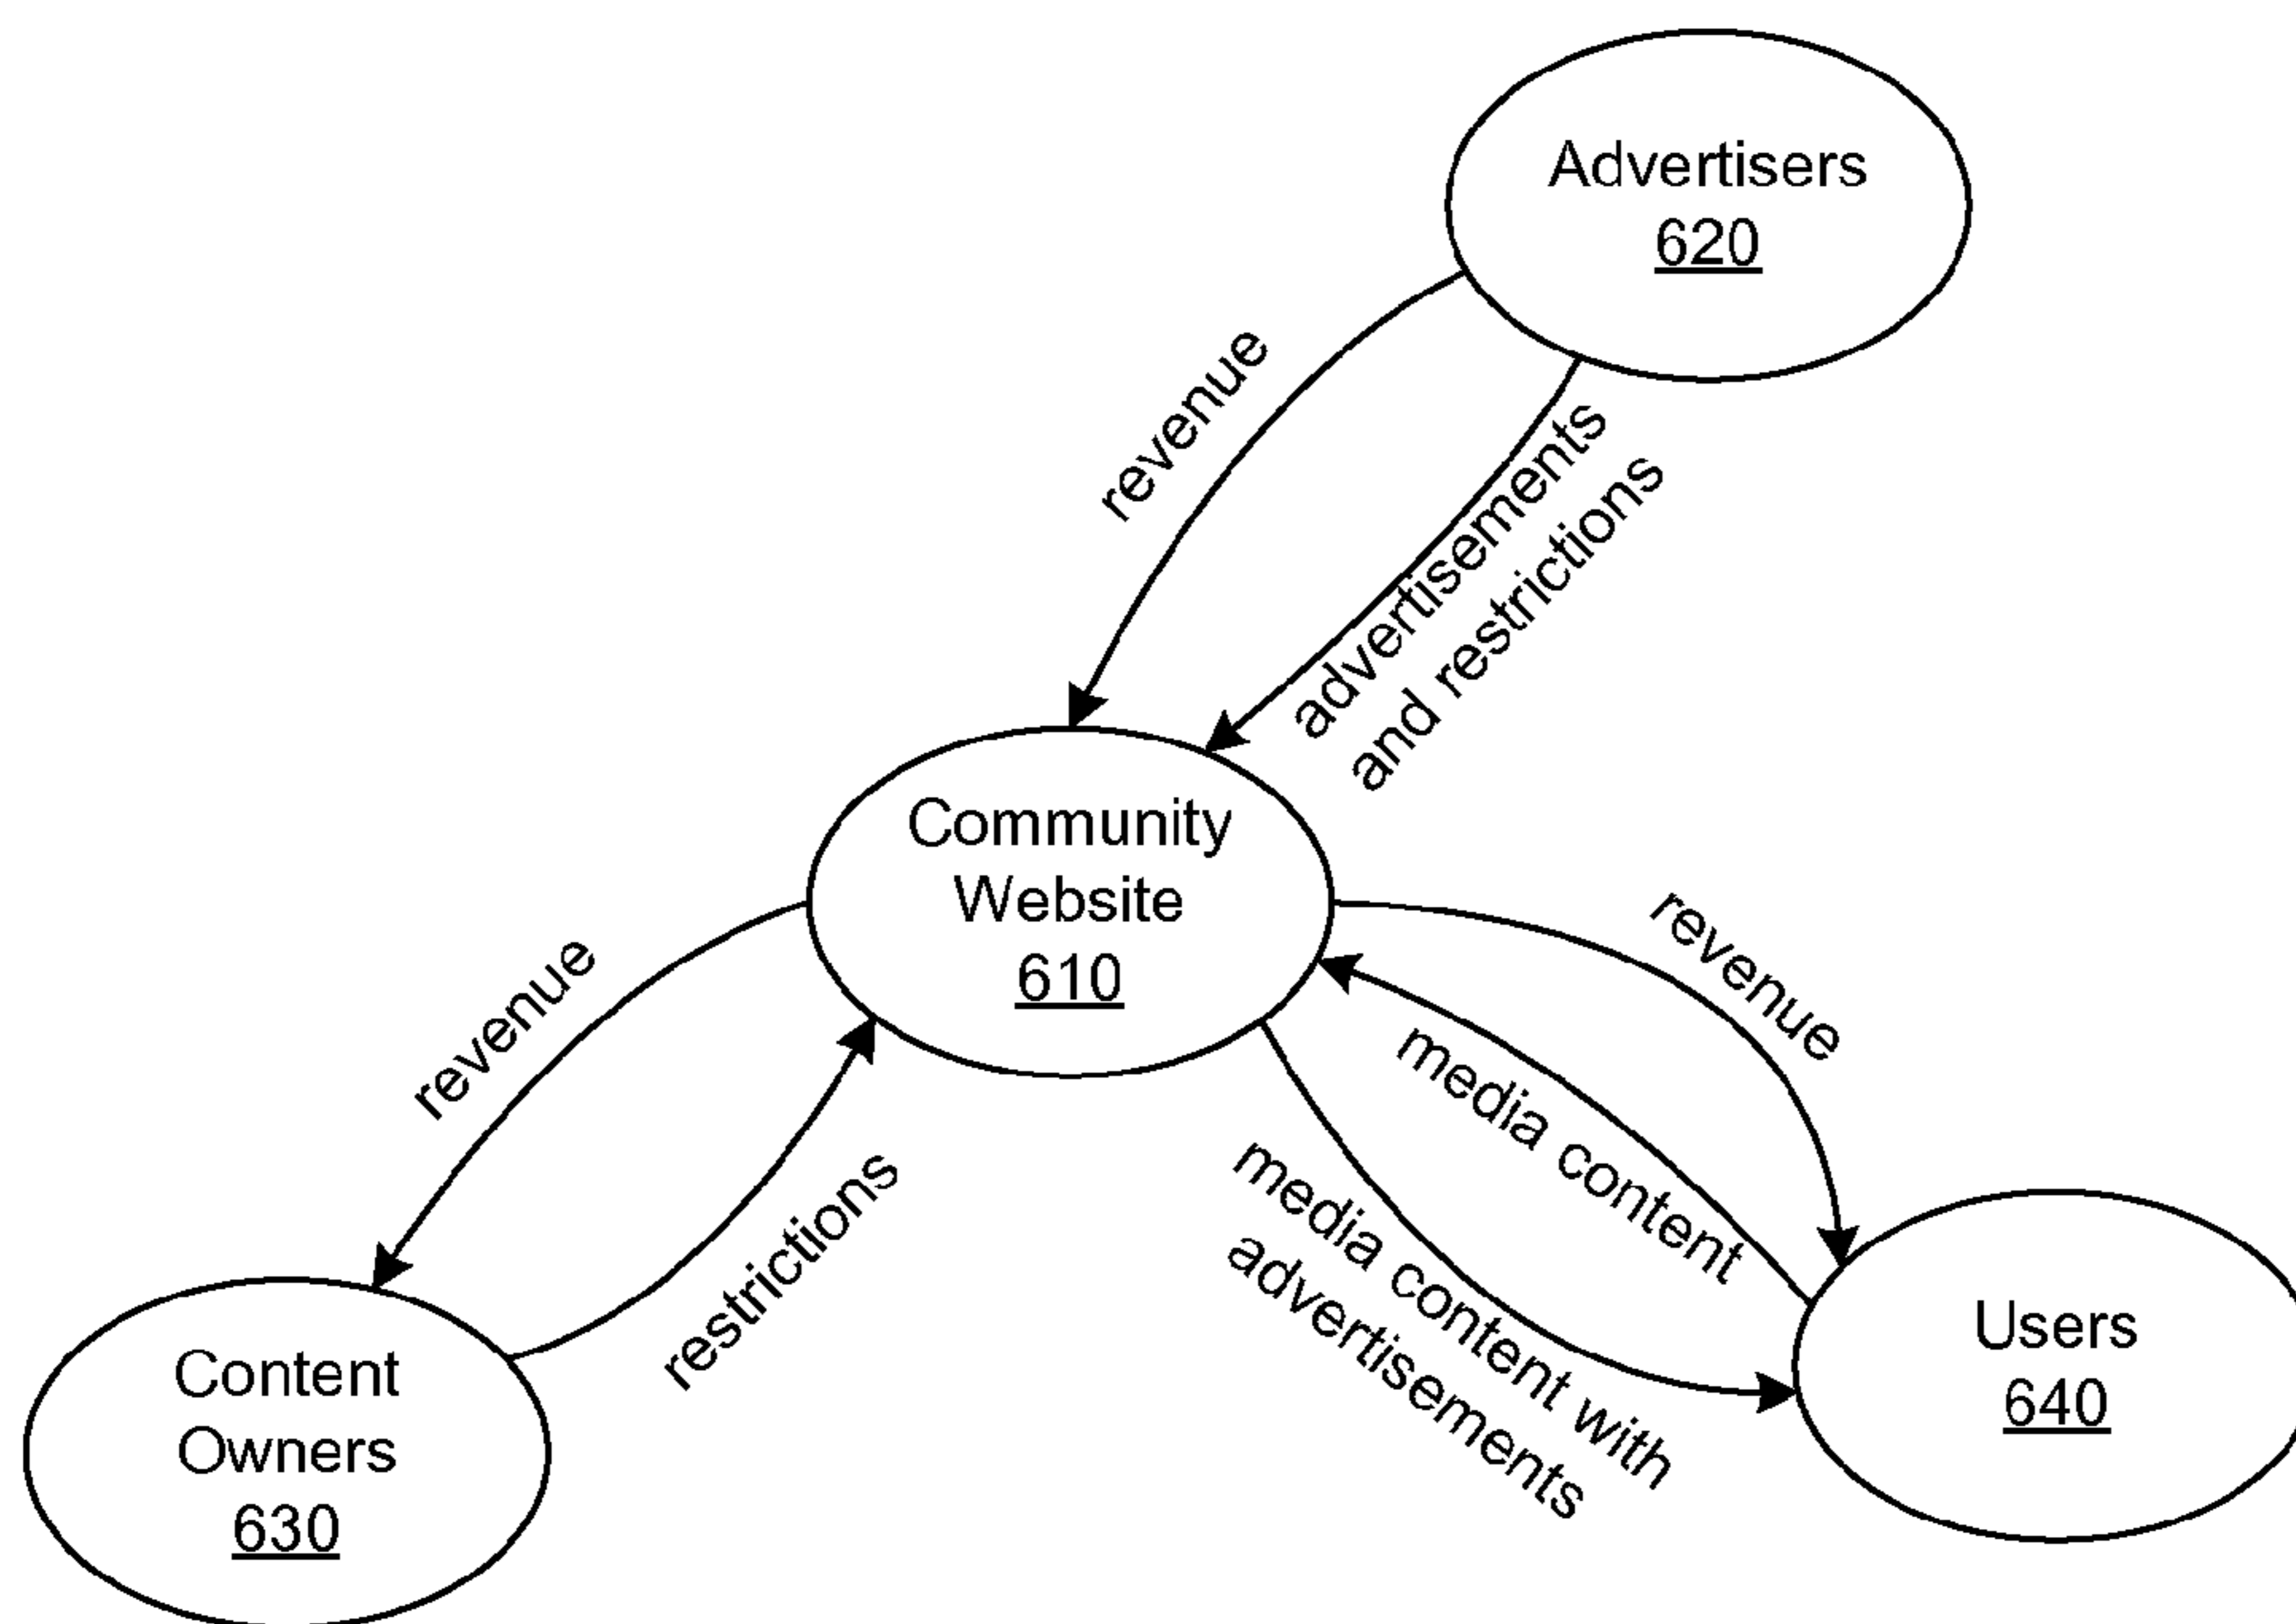 Advertisers
620
revenue
advertisements
and restrictions
Community
Website
610
revenue
revenue
media content
restrictions
media content with
advertisements
Content
Owners
630
Users
640